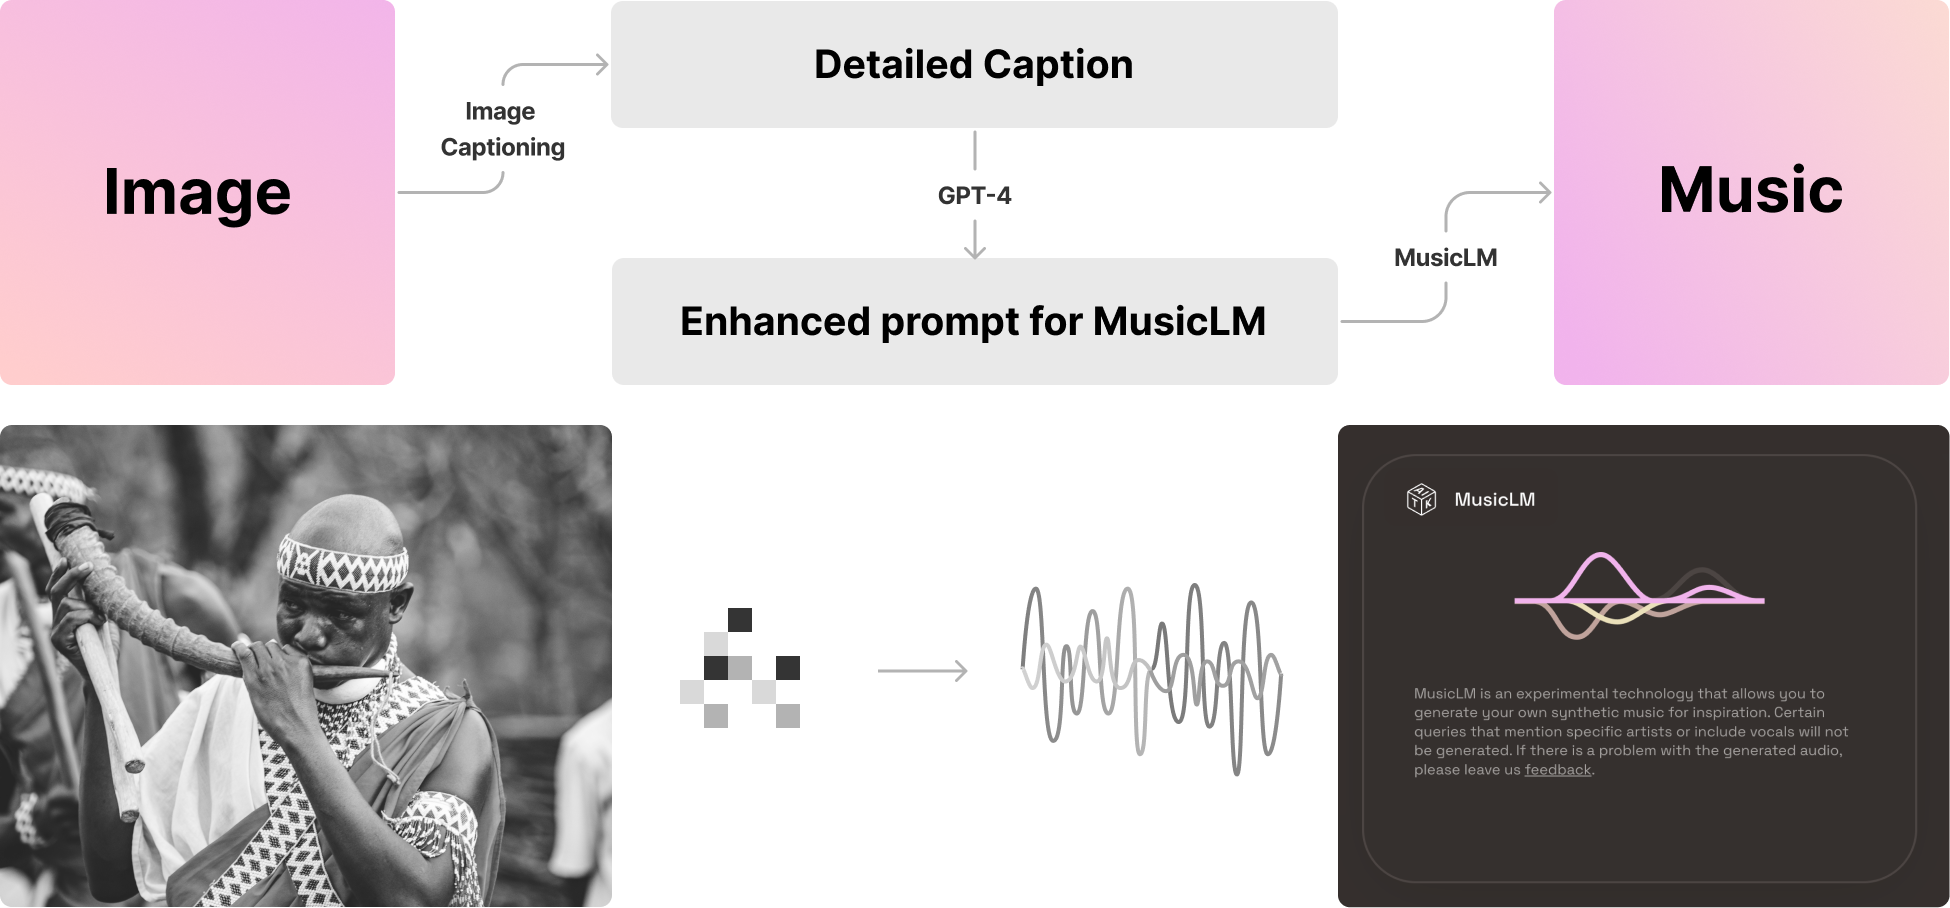 Image
Image
Captioning
Detailed Caption
GPT-4
Enhanced prompt for MusicLM
MusicLM
Music
A I
T K
MusicLM
MusicLM is an experimental technology that allows you to
generate your own synthetic music for inspiration. Certain
queries that mention specific artists or include vocals will not
be generated. If there is a problem with the generated audio,
please leave us feedback.